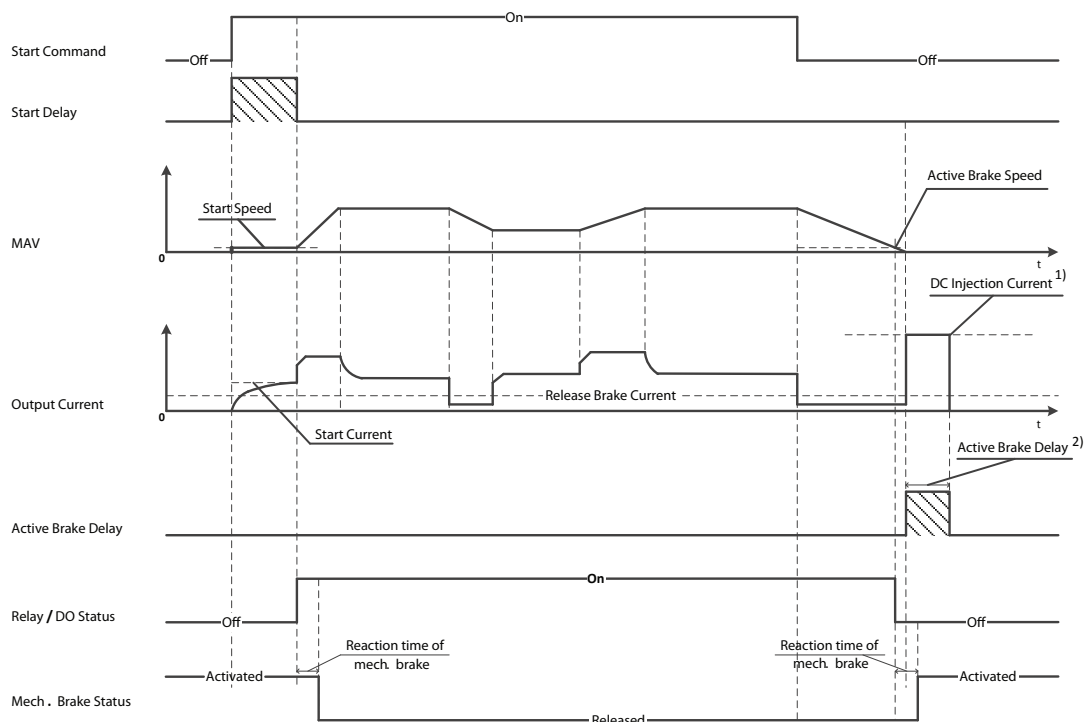 On
Start Command
Off
Off
Start Delay
Active Brake Speed
Start Speed
MAV
0
t
DC Injection Current 1)
Release Brake Current
Output Current
0
t
Start Current
Active Brake Delay 2)
Active Brake Delay
On
Relay / DO Status
Off
Off
Reaction time of
mech. brake
Reaction time of
mech. brake
Activated
Activated
Mech . Brake Status
Released